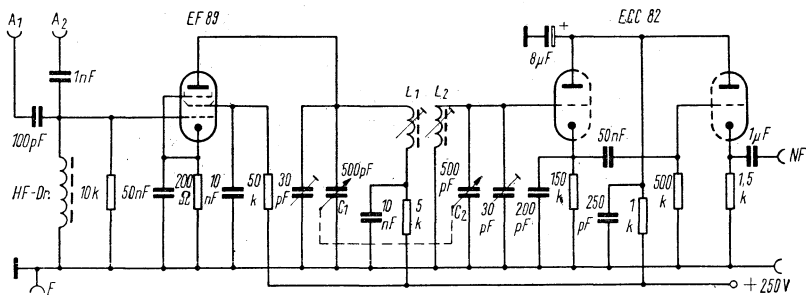 A1
A2
EF 89
ECC 82
1nF
100pF
HF-Dr.
10k
50nF
200 Ω
10 nF
50 k
30 pF
500pF
C1
L1
L2
10 nF
5 k
500 pF
C2
30 pF
200 pF
8µF
+
150 k
50nF
250 pF
1 k
500 k
1µF
1,5 k
NF
E
+ 250V